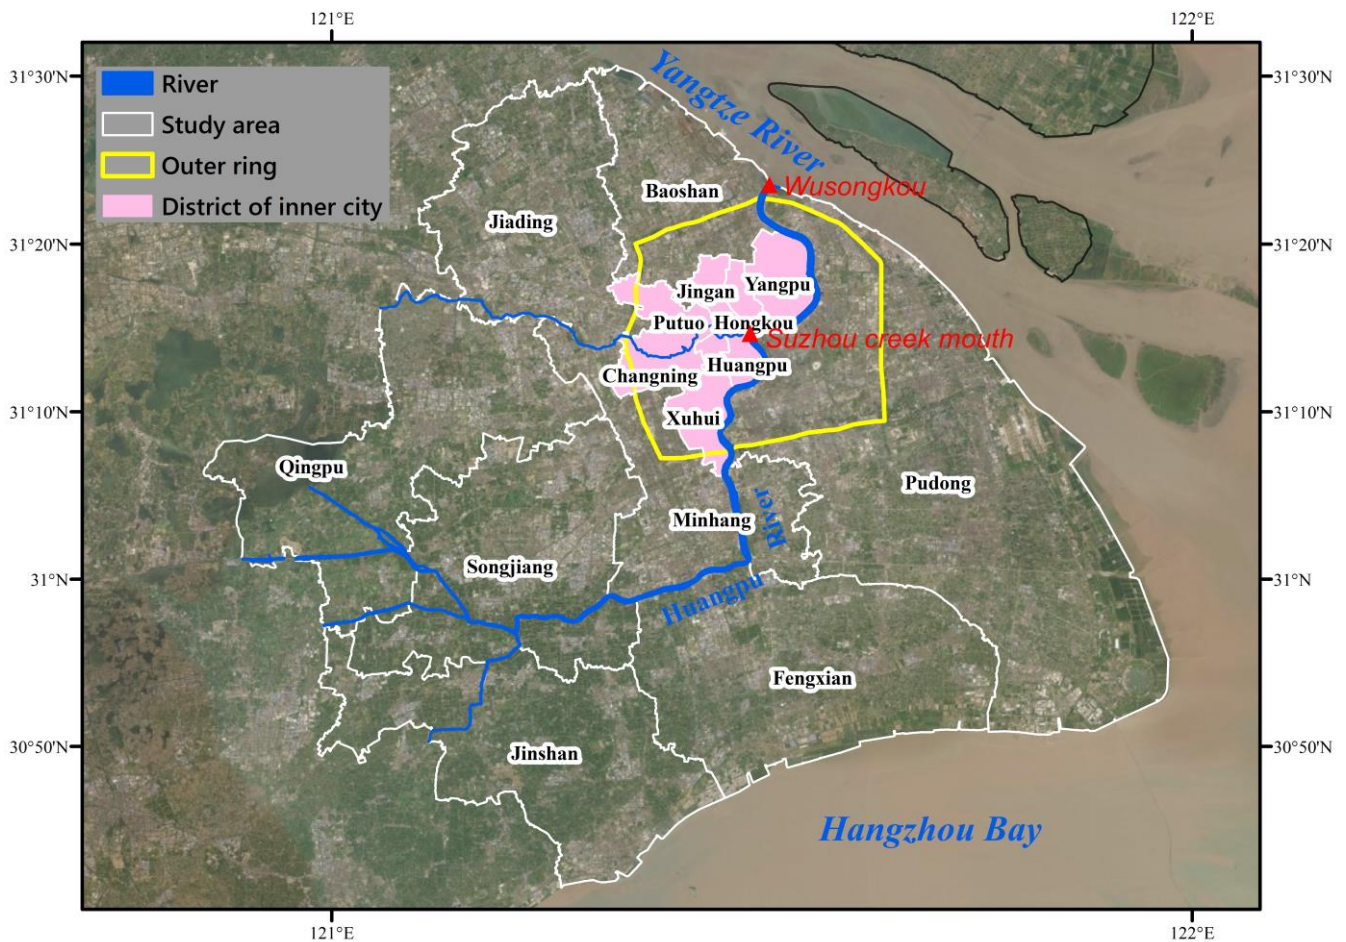 121°E
122°E
31°30'N
31°30'N
River
Study area
Outer ring
District of inner city
Yangtze River
Wusongkou
Baoshan
Jiading
31°20'N
31°20'N
Yangpu
Jingan
Putuo
Hongkou
Suzhou creek mouth
Huangpu
Changning
31°10'N
31°10'N
Xuhui
Qingpu
Pudong
Minhang
River
Songjiang
31°N
31°N
Huangpu
Fengxian
30°50'N
30°50'N
Jinshan
Hangzhou Bay
121°E
122°E